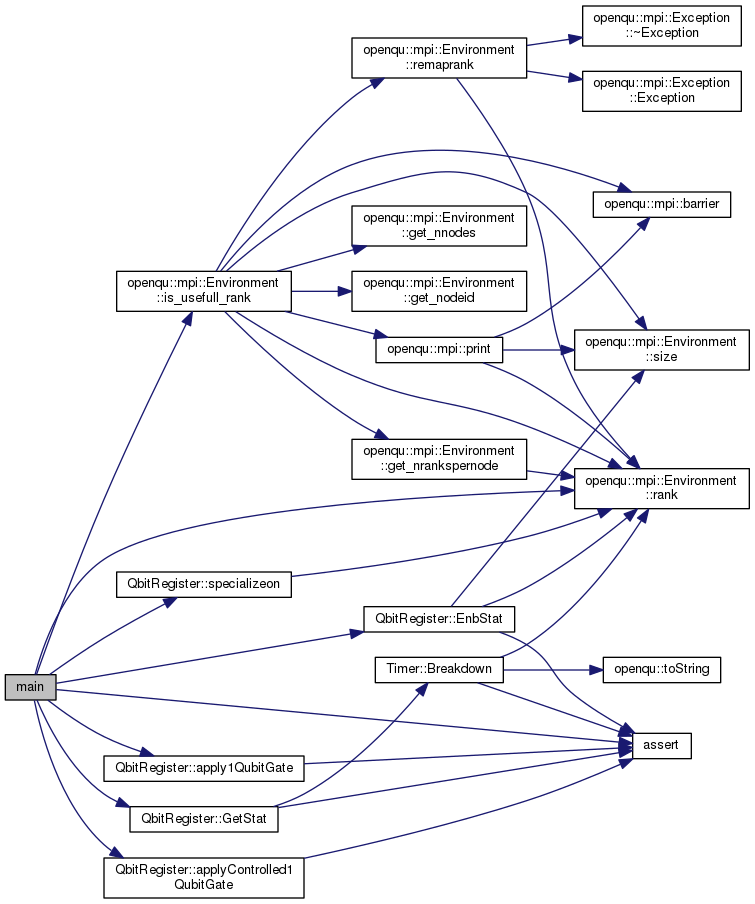 openqu::mpi::Exception
::~Exception
openqu::mpi::Environment
::remaprank
openqu::mpi::Exception
::Exception
openqu::mpi::barrier
openqu::mpi::Environment
::get_nnodes
openqu::mpi::Environment
::is_usefull_rank
openqu::mpi::Environment
::get_nodeid
openqu::mpi::print
openqu::mpi::Environment
::size
openqu::mpi::Environment
::get_nrankspernode
openqu::mpi::Environment
::rank
QbitRegister::specializeon
QbitRegister::EnbStat
Timer::Breakdown
openqu::toString
main
assert
QbitRegister::apply1QubitGate
QbitRegister::GetStat
QbitRegister::applyControlled1
QubitGate